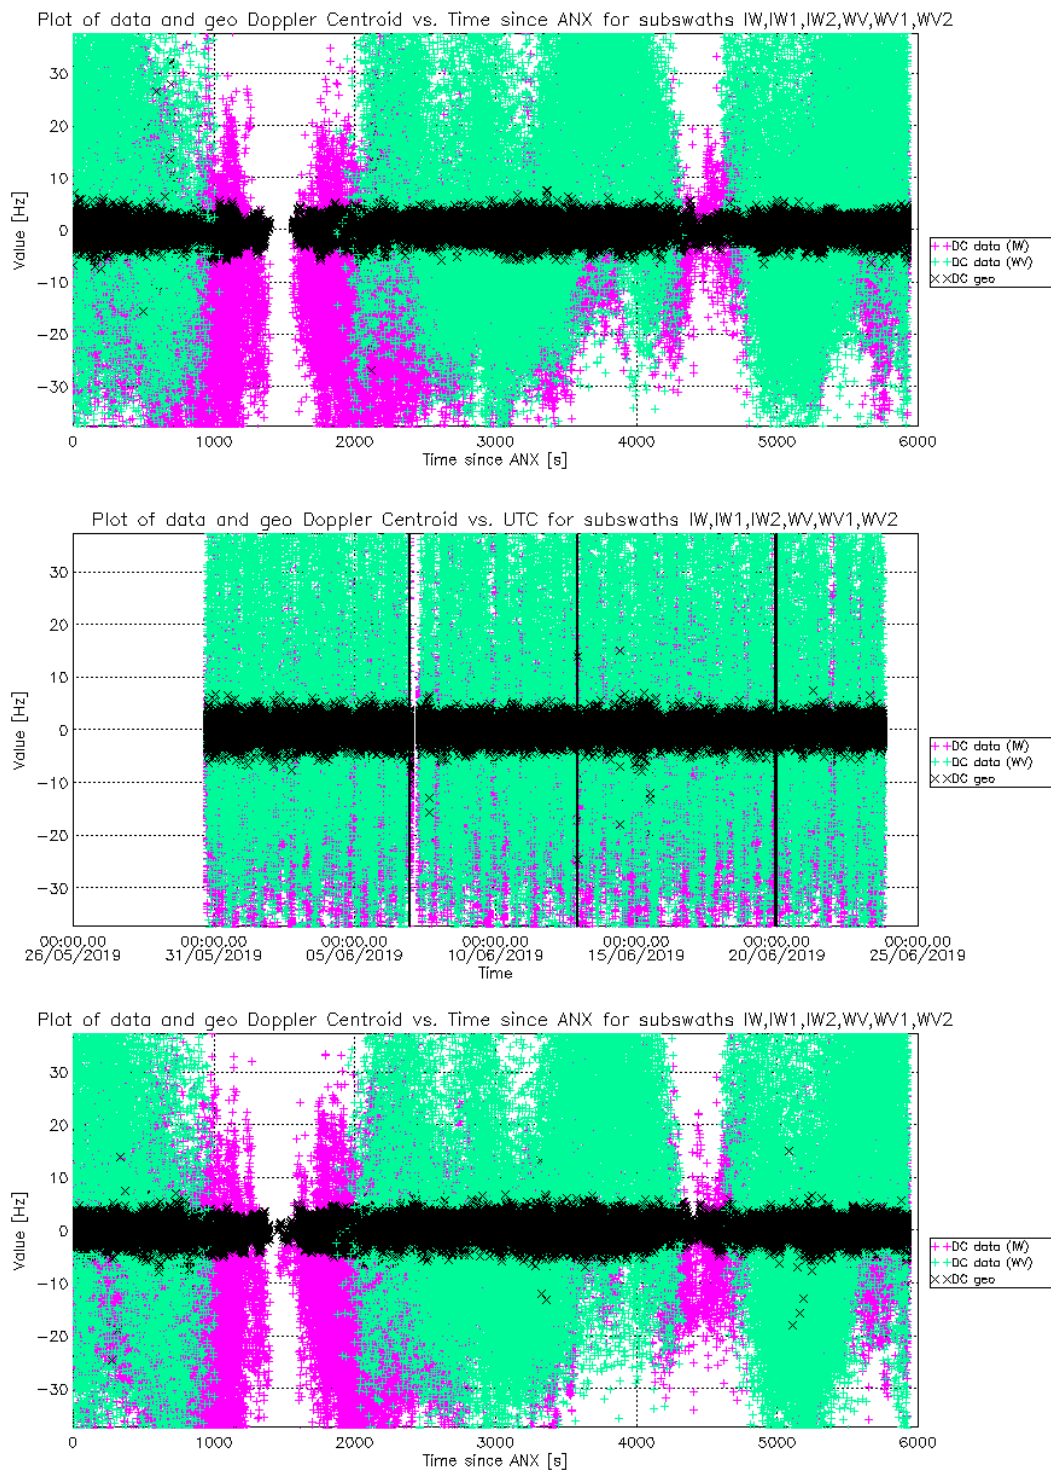 Plot of data and geo Doppler Centroid vs. Time since ANX for subswaths IW,IW1,IW2,WV,WV1,WV2
Value [Hz]
30
20
10
0
−10
−20
−30
0 1000 2000 3000 4000 5000 6000
Time since ANX [s]
DC data (IW)
DC data (WV)
DC geo
Plot of data and geo Doppler Centroid vs. UTC for subswaths IW,IW1,IW2,WV,WV1,WV2
Value [Hz]
30
20
10
0
−10
−20
−30
00:00:00 00:00:00 00:00:00 00:00:00 00:00:00 00:00:00 00:00:00
26/05/2019 31/05/2019 05/06/2019 10/06/2019 15/06/2019 20/06/2019 25/06/2019
Time
DC data (IW)
DC data (WV)
DC geo
Plot of data and geo Doppler Centroid vs. Time since ANX for subswaths IW,IW1,IW2,WV,WV1,WV2
Value [Hz]
30
20
10
0
−10
−20
−30
0 1000 2000 3000 4000 5000 6000
Time since ANX [s]
DC data (IW)
DC data (WV)
DC geo